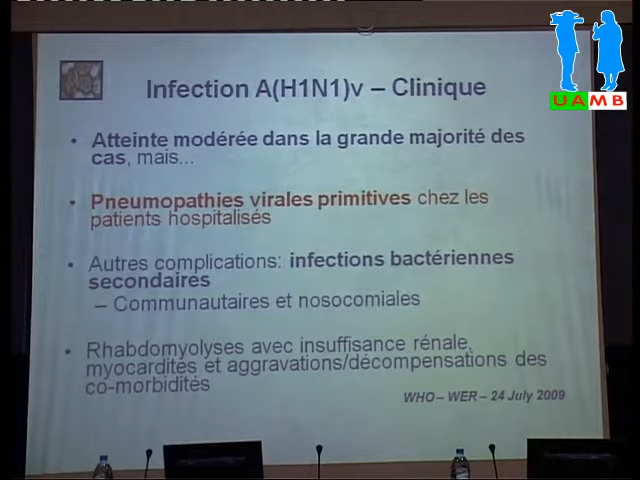 UAMB
Infection A(H1N1)v – Clinique
• Atteinte modérée dans la grande majorité des
cas, mais...
• Pneumopathies virales primitives chez les
patients hospitalisés
• Autres complications: infections bactériennes
secondaires
– Communautaires et nosocomiales
• Rhabdomyolyses avec insuffisance rénale,
myocardités et aggravations/décompensations des
co-morbidités
WHO – WER – 24 July 2009